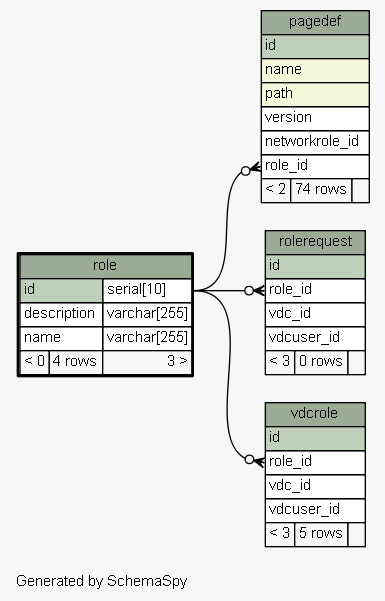 pagedef
id
name
path
version
networkrole_id
role_id
< 2 74 rows
rolerequest
id
role_id
vdc_id
vdcuser_id
< 3 0 rows
role
id serial[10]
description varchar[255]
name varchar[255]
< 0 4 rows 3 >
vdcrole
id
role_id
vdc_id
vdcuser_id
< 3 5 rows
Generated by SchemaSpy